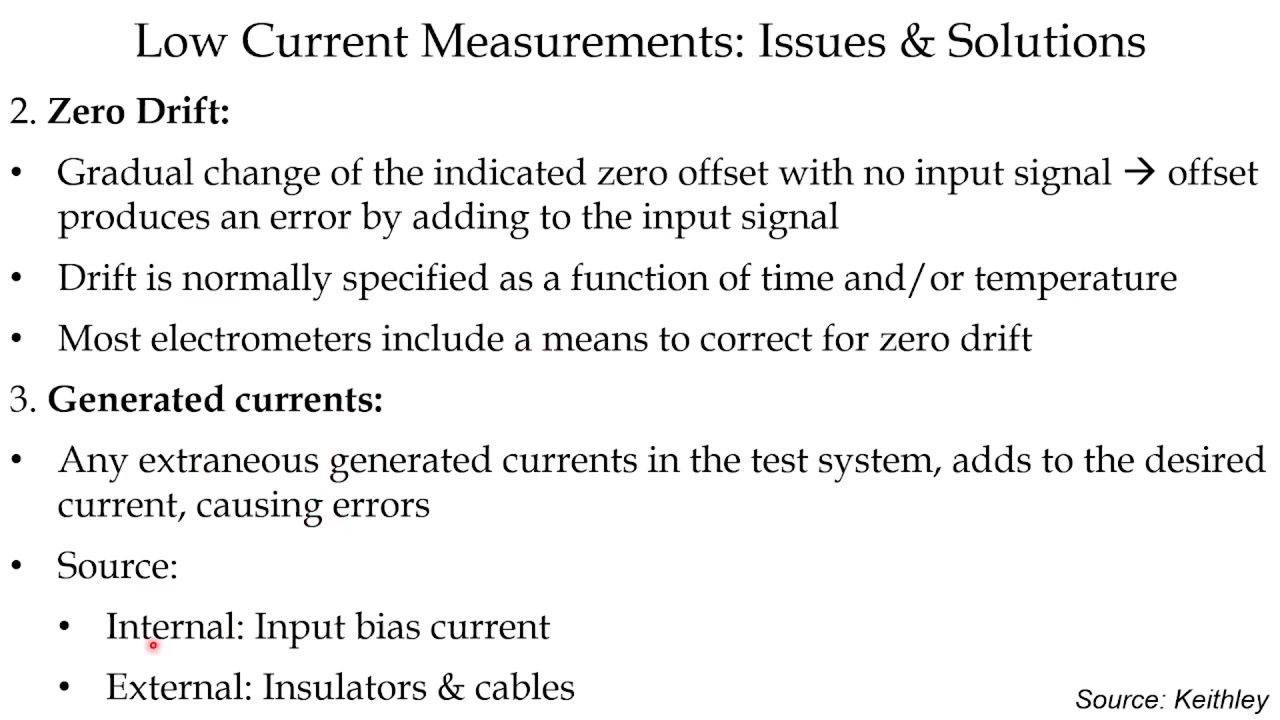 Low Current Measurements: Issues & Solutions
2. Zero Drift:
• Gradual change of the indicated zero offset with no input signal → offset
produces an error by adding to the input signal
• Drift is normally specified as a function of time and/or temperature
• Most electrometers include a means to correct for zero drift
3. Generated currents:
• Any extraneous generated currents in the test system, adds to the desired
current, causing errors
• Source:
• Internal: Input bias current
• External: Insulators & cables
Source: Keithley